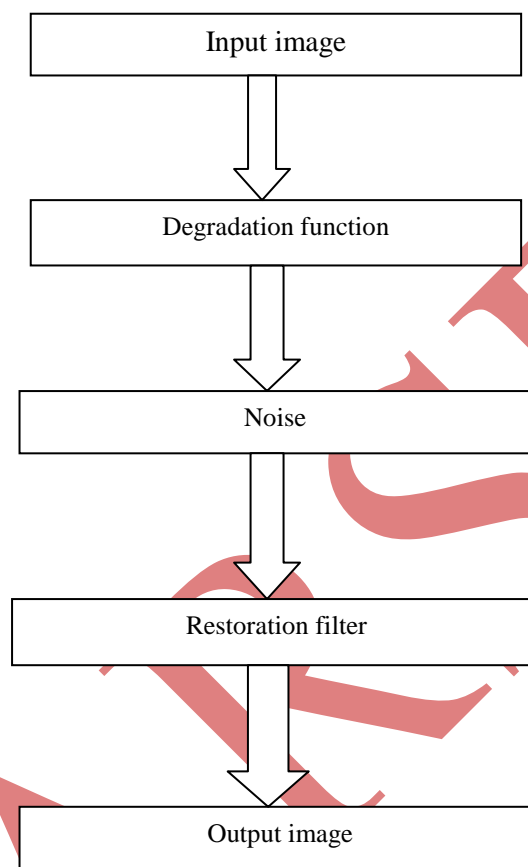 Input image
Degradation function
Noise
Restoration filter
Output image